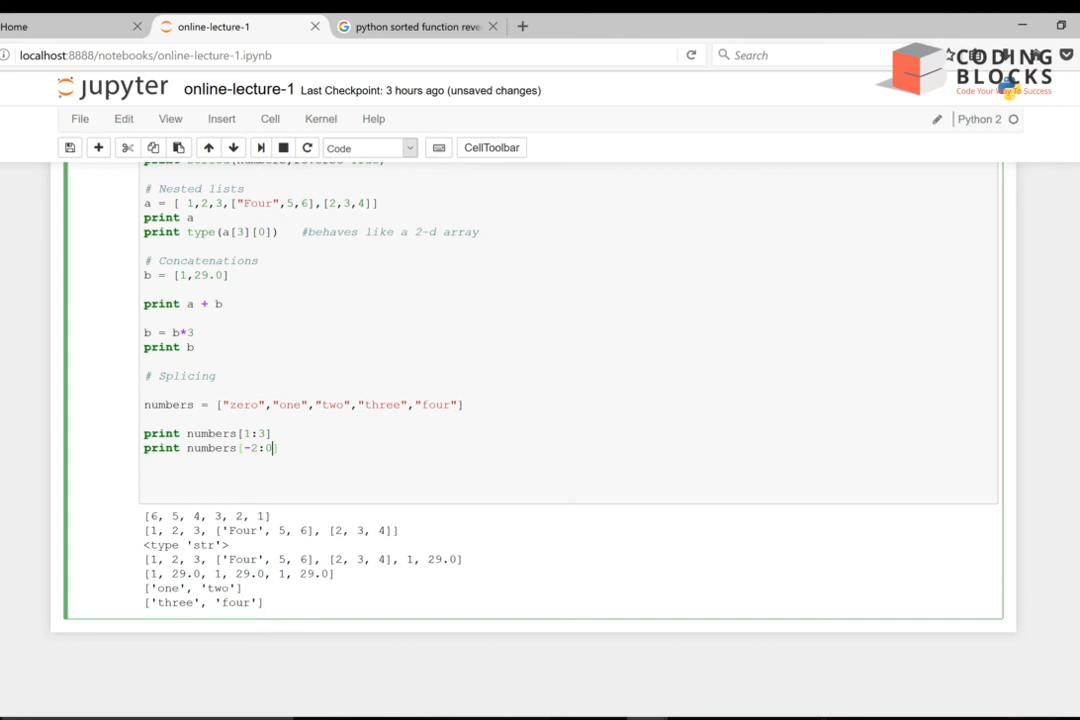 Home
online-lecture-1
python sorted function reve
localhost:8888/notebooks/online-lecture-1.ipynb
Search
CODING
BLOCKS
Code Your Way To Success
jupyter online-lecture-1 Last Checkpoint: 3 hours ago (unsaved changes)
File Edit View Insert Cell Kernel Help
Python 2
Code
CellToolbar
# Nested lists
a = [ 1,2,3,["Four",5,6],[2,3,4]]
print a
print type(a[3][0]) #behaves like a 2-d array
# Concatenations
b = [1,29.0]
print a + b
b = b*3
print b
# Splicing
numbers = ["zero","one","two","three","four"]
print numbers[1:3]
print numbers[-2:0]
[6, 5, 4, 3, 2, 1]
[1, 2, 3, ['Four', 5, 6], [2, 3, 4]]
<type 'str'>
[1, 2, 3, ['Four', 5, 6], [2, 3, 4], 1, 29.0]
[1, 29.0, 1, 29.0, 1, 29.0]
['one', 'two']
['three', 'four']